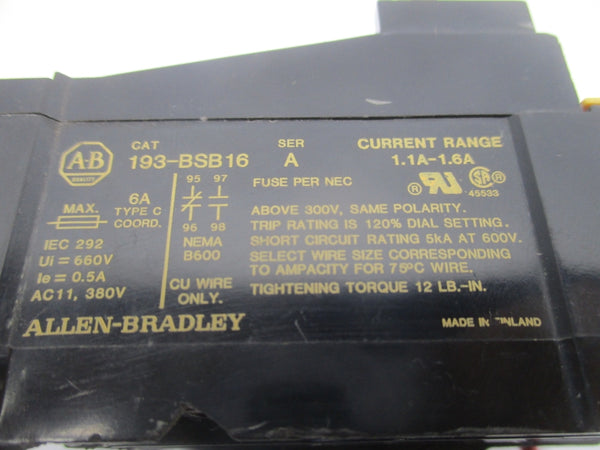 CAT
SER
CURRENT RANGE
A-B
QUALITY
193-BSB16
A
1.1A-1.6A
95 97
FUSE PER NEC
45533
MAX.
6A
TYPE C
COORD.
96 98
ABOVE 300V, SAME POLARITY.
TRIP RATING IS 120% DIAL SETTING.
IEC 292
NEMA
SHORT CIRCUIT RATING 5kA AT 600V.
Ui = 660V
B600
SELECT WIRE SIZE CORRESPONDING
Ie = 0.5A
TO AMPACITY FOR 75°C WIRE.
AC11, 380V
CU WIRE
ONLY.
TIGHTENING TORQUE 12 LB.-IN.
ALLEN-BRADLEY
MADE IN FINLAND